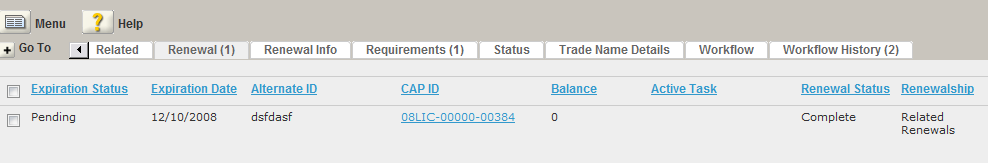 Menu Help
Go To Related Renewal (1) Renewal Info Requirements (1) Status Trade Name Details Workflow Workflow History (2)
Expiration Status Expiration Date Alternate ID CAP ID Balance Active Task Renewal Status Renewalship
Pending 12/10/2008 dsfdasf 08LIC-00000-00384 0 Complete Related
Renewals